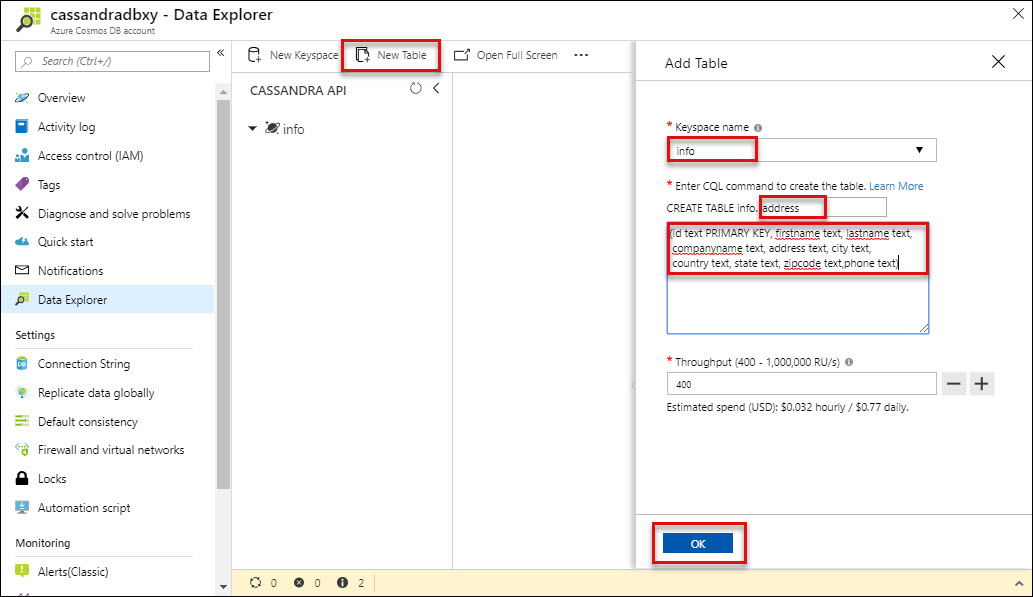 cassandradbxy - Data Explorer
Azure Cosmos DB account
Search (Ctrl+/)
«
Overview
Activity log
Access control (IAM)
Tags
Diagnose and solve problems
Quick start
Notifications
Data Explorer
Settings
Connection String
Replicate data globally
Default consistency
Firewall and virtual networks
Locks
Automation script
Monitoring
Alerts(Classic)
New Keyspace
New Table
Open Full Screen
...
CASSANDRA API
info
Add Table
* Keyspace name
info
* Enter CQL command to create the table. Learn More
CREATE TABLE info. address
(id text PRIMARY KEY, firstname text, lastname text,
companyname text, address text, city text,
country text, state text, zipcode text,phone text)
* Throughput (400 - 1,000,000 RU/s)
400
Estimated spend (USD): $0.032 hourly / $0.77 daily.
OK
0 0 2